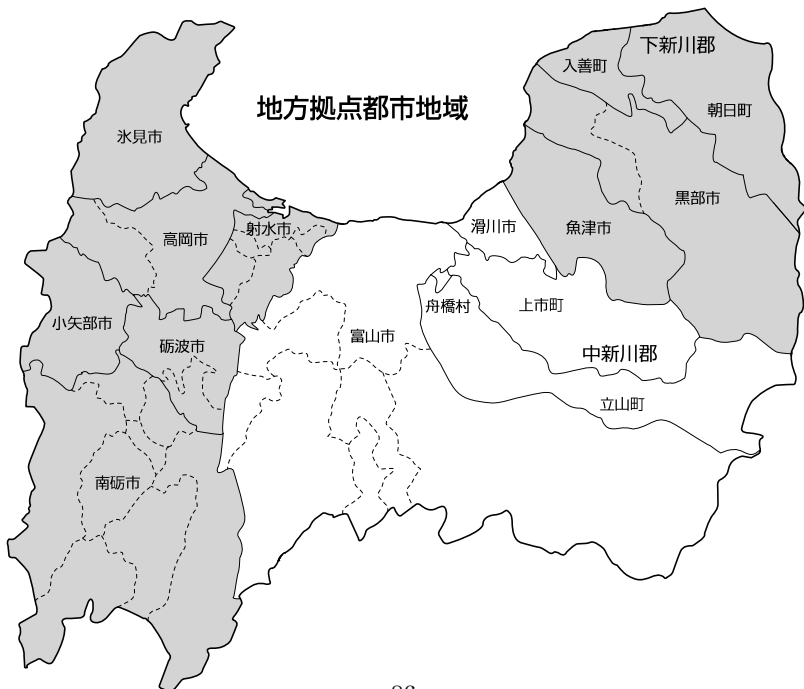 地方拠点都市地域
下新川郡
入善町
朝日町
氷見市
黒部市
高岡市
射水市
滑川市
魚津市
舟橋村
上市町
小矢部市
砺波市
富山市
中新川郡
立山町
南砺市